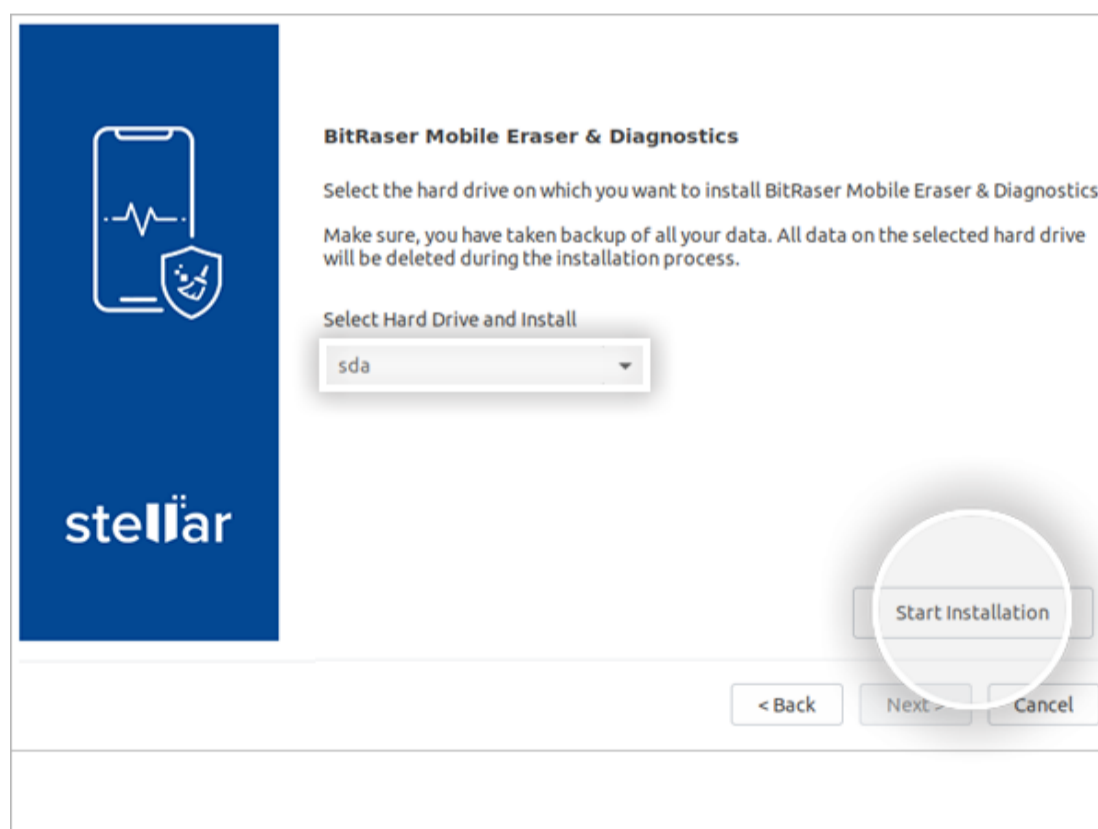 BitRaser Mobile Eraser & Diagnostics
Select the hard drive on which you want to install BitRaser Mobile Eraser & Diagnostics
Make sure, you have taken backup of all your data. All data on the selected hard drive
will be deleted during the installation process.
Select Hard Drive and Install
sda
stellar
Start Installation
< Back
Next >
Cancel